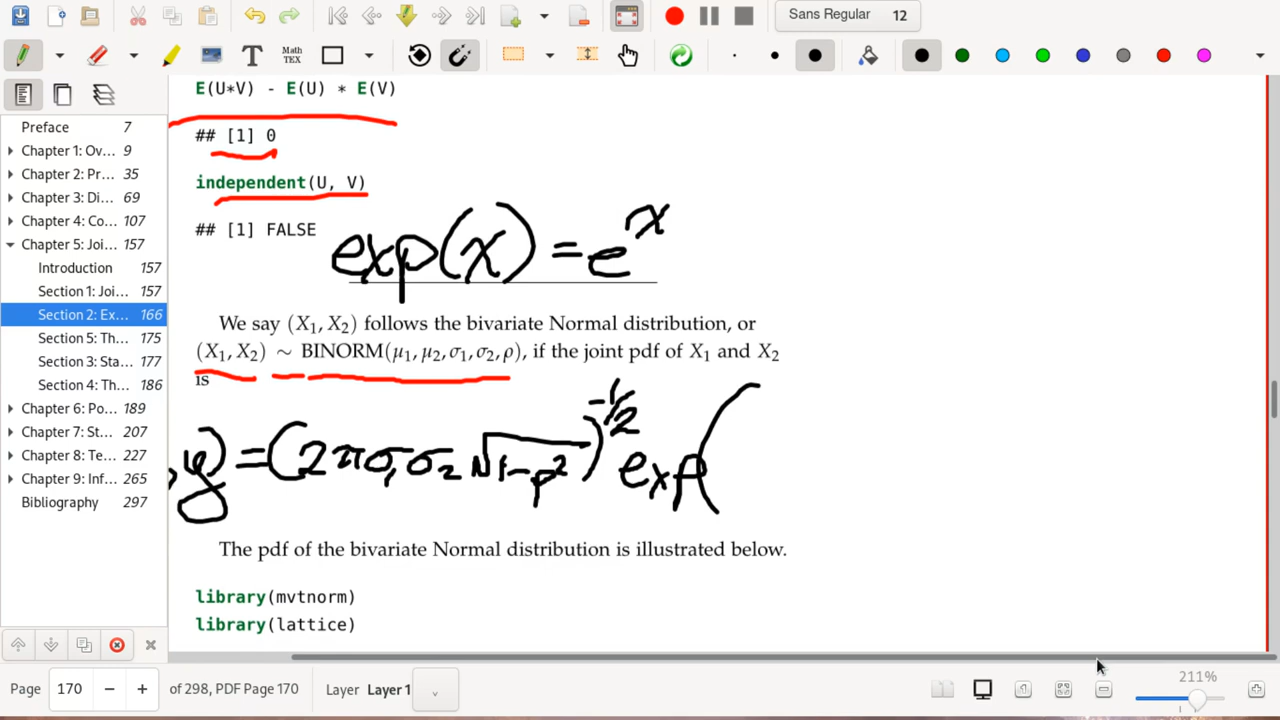 Sans Regular 12
T Math TEX
Preface 7
Chapter 1: Ov... 9
Chapter 2: Pr... 35
Chapter 3: Di... 69
Chapter 4: Co... 107
Chapter 5: Joi... 157
Introduction 157
Section 1: Joi... 157
Section 2: Ex... 166
Section 5: Th... 175
Section 3: Sta... 177
Section 4: Th... 186
Chapter 6: Po... 189
Chapter 7: St... 207
Chapter 8: Te... 227
Chapter 9: Inf... 265
Bibliography 297
E(U*V) - E(U) * E(V)
## [1] 0
independent(U, V)
## [1] FALSE
exp(x) = e^x
We say (X₁, X₂) follows the bivariate Normal distribution, or
(X₁, X₂) ∼ BINORM(μ₁, μ₂, σ₁, σ₂, ρ), if the joint pdf of X₁ and X₂
is
, y) = (2πσ₁σ₂√1-ρ²)^-1/2 exp(
The pdf of the bivariate Normal distribution is illustrated below.
library(mvtnorm)
library(lattice)
Page 170 − + of 298, PDF Page 170 Layer Layer 1 211%